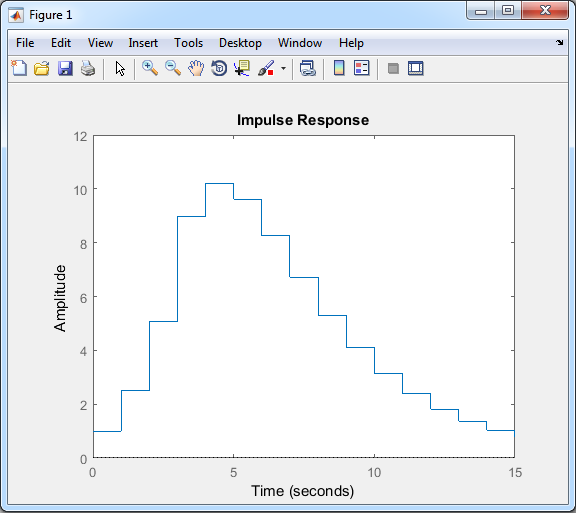 Figure 1
File Edit View Insert Tools Desktop Window Help
Impulse Response
12
10
8
6
4
2
0
Amplitude
0 5 10 15
Time (seconds)